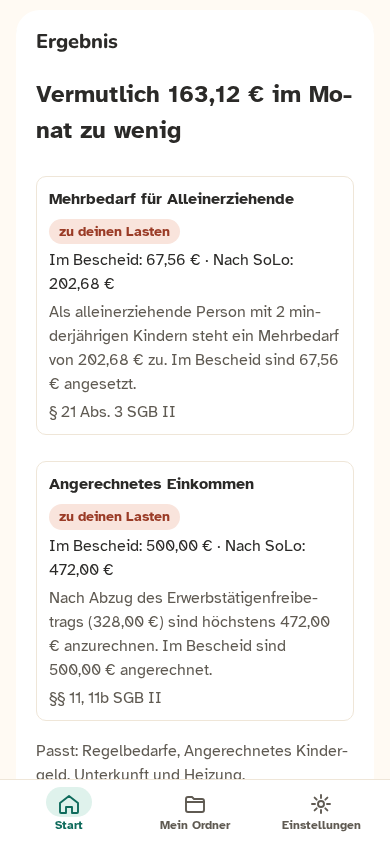 Ergebnis
Vermutlich 163,12 € im Mo-
nat zu wenig
Mehrbedarf für Alleinerziehende
zu deinen Lasten
Im Bescheid: 67,56 € · Nach SoLo:
202,68 €
Als alleinerziehende Person mit 2 min-
derjährigen Kindern steht ein Mehrbedarf
von 202,68 € zu. Im Bescheid sind 67,56
€ angesetzt.
§ 21 Abs. 3 SGB II
Angerechnetes Einkommen
zu deinen Lasten
Im Bescheid: 500,00 € · Nach SoLo:
472,00 €
Nach Abzug des Erwerbstätigenfreibe-
trags (328,00 €) sind höchstens 472,00
€ anzurechnen. Im Bescheid sind
500,00 € angerechnet.
§§ 11, 11b SGB II
Passt: Regelbedarfe, Angerechnetes Kinder-
geld, Unterkunft und Heizung.
Start
Mein Ordner
Einstellungen